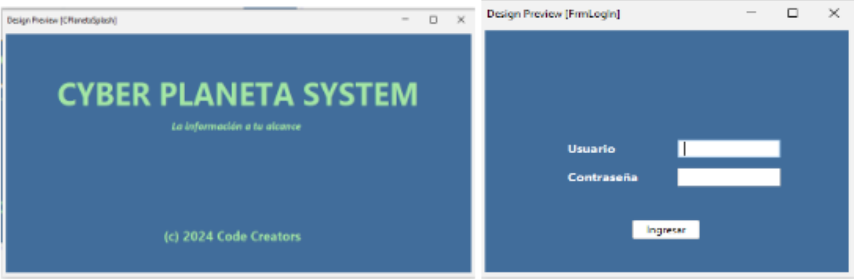 Design Preview [CPlanetaSplash]
CYBER PLANETA SYSTEM
La información a tu alcance
(c) 2024 Code Creators
Design Preview [FrmLogin]
Usuario
Contraseña
Ingresar